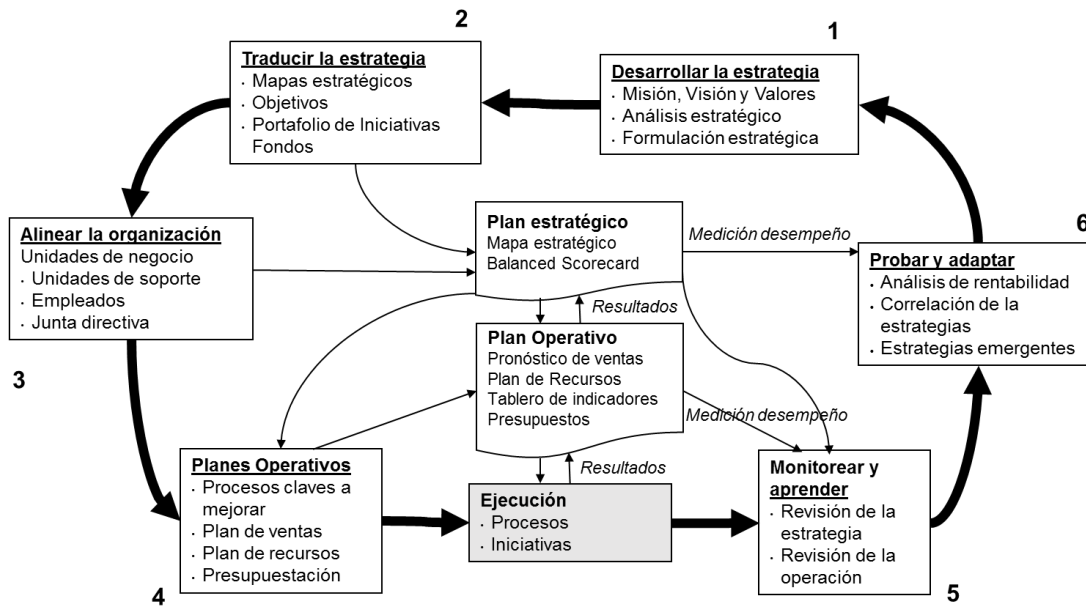 2
1
Traducir la estrategia
· Mapas estratégicos
· Objetivos
· Portafolio de Iniciativas
Fondos
Desarrollar la estrategia
· Misión, Visión y Valores
· Análisis estratégico
· Formulación estratégica
Alinear la organización
Unidades de negocio
· Unidades de soporte
· Empleados
· Junta directiva
3
Plan estratégico
Mapa estratégico
Balanced Scorecard
Medición desempeño
6
Probar y adaptar
· Análisis de rentabilidad
· Correlación de la
estrategias
· Estrategias emergentes
Resultados
Plan Operativo
Pronóstico de ventas
Plan de Recursos
Tablero de indicadores
Presupuestos
Medición desempeño
Resultados
Planes Operativos
· Procesos claves a
mejorar
· Plan de ventas
· Plan de recursos
· Presupuestación
4
Ejecución
· Procesos
· Iniciativas
Monitorear y
aprender
· Revisión de la
estrategia
· Revisión de la
operación
5